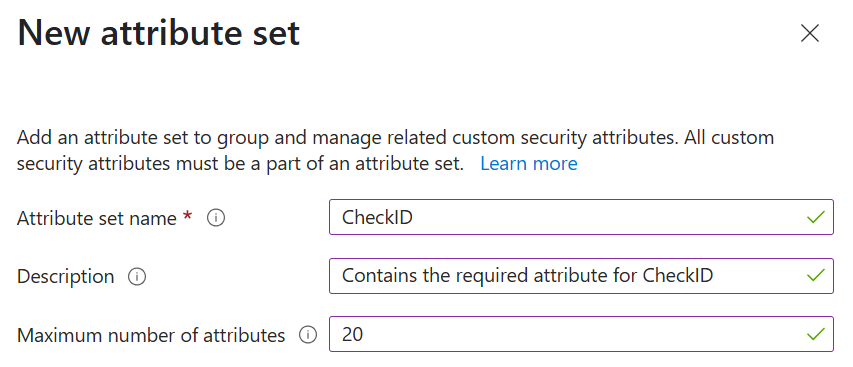 New attribute set
Add an attribute set to group and manage related custom security attributes. All custom
security attributes must be a part of an attribute set. Learn more
Attribute set name * CheckID
Description Contains the required attribute for CheckID
Maximum number of attributes 20